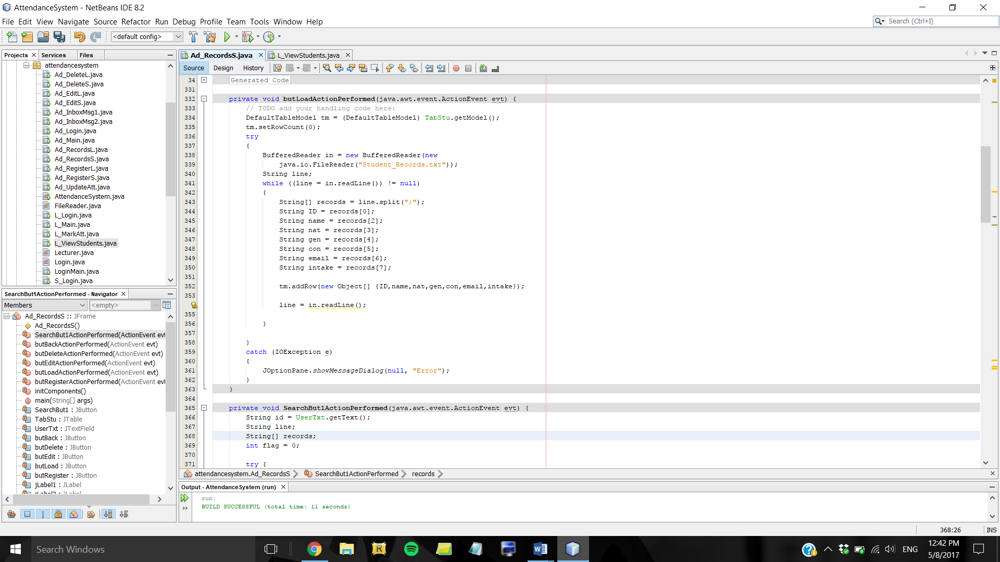 AttendanceSystem - NetBeans IDE 8.2
File Edit View Navigate Source Refactor Run Debug Profile Team Tools Window Help
Search (Ctrl+I)
<default config>
Projects Services Files
attendancesystem
Ad_DeleteL.java
Ad_DeleteS.java
Ad_EditL.java
Ad_EditS.java
Ad_InboxMsg1.java
Ad_InboxMsg2.java
Ad_Login.java
Ad_Main.java
Ad_RecordsL.java
Ad_RecordsS.java
Ad_RegisterL.java
Ad_RegisterS.java
Ad_UpdateAtt.java
AttendanceSystem.java
FileReader.java
L_Login.java
L_Main.java
L_MarkAtt.java
L_ViewStudents.java
Lecturer.java
Login.java
LoginMain.java
S_Login.java
SearchBut1ActionPerformed - Navigator
Members <empty>
Ad_RecordsS :: JFrame
Ad_RecordsS()
SearchBut1ActionPerformed(ActionEvent evt
butBackActionPerformed(ActionEvent evt)
butDeleteActionPerformed(ActionEvent evt)
butEditActionPerformed(ActionEvent evt)
butLoadActionPerformed(ActionEvent evt)
butRegisterActionPerformed(ActionEvent evt
initComponents()
main(String[] args)
SearchBut1 : JButton
TabStu : JTable
UserTxt : JTextField
butBack : JButton
butDelete : JButton
butEdit : JButton
butLoad : JButton
butRegister : JButton
jLabel1 : JLabel
jLabel2 : JLabel
Ad_RecordsS.java L_ViewStudents.java
Source Design History
34 Generated Code
331
332 private void butLoadActionPerformed(java.awt.event.ActionEvent evt) {
333 // TODO add your handling code here:
334 DefaultTableModel tm = (DefaultTableModel) TabStu.getModel();
335 tm.setRowCount(0);
336 try
337 {
338 BufferedReader in = new BufferedReader(new
339 java.io.FileReader("Student_Records.txt"));
340 String line;
341 while ((line = in.readLine()) != null)
342 {
343 String[] records = line.split(";");
344 String ID = records[0];
345 String name = records[2];
346 String nat = records[3];
347 String gen = records[4];
348 String con = records[5];
349 String email = records[6];
350 String intake = records[7];
351
352 tm.addRow(new Object[] {ID,name,nat,gen,con,email,intake});
353
line = in.readLine();
355
356 }
357
358 }
359 catch (IOException e)
360 {
361 JOptionPane.showMessageDialog(null, "Error");
362 }
363 }
364
365 private void SearchBut1ActionPerformed(java.awt.event.ActionEvent evt) {
366 String id = UserTxt.getText();
367 String line;
368 String[] records;
369 int flag = 0;
370
371 try {
attendancesystem.Ad_RecordsS SearchBut1ActionPerformed records
Output - AttendanceSystem (run)
run:
BUILD SUCCESSFUL (total time: 11 seconds)
368:26 INS
Search Windows
ENG
12:42 PM
5/8/2017